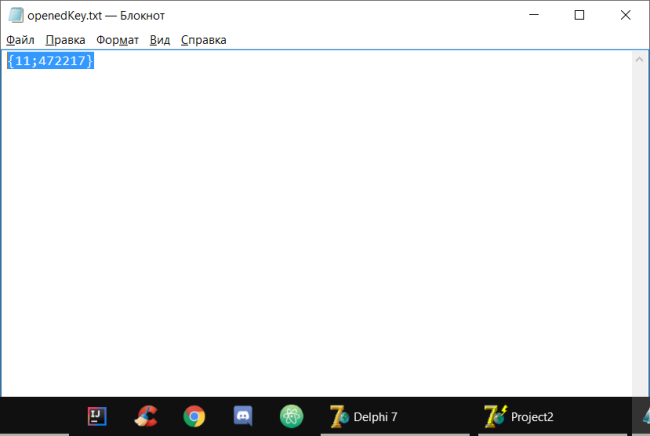 openedKey.txt — Блокнот
Файл Правка Формат Вид Справка
{11;472217}
Delphi 7 Project2